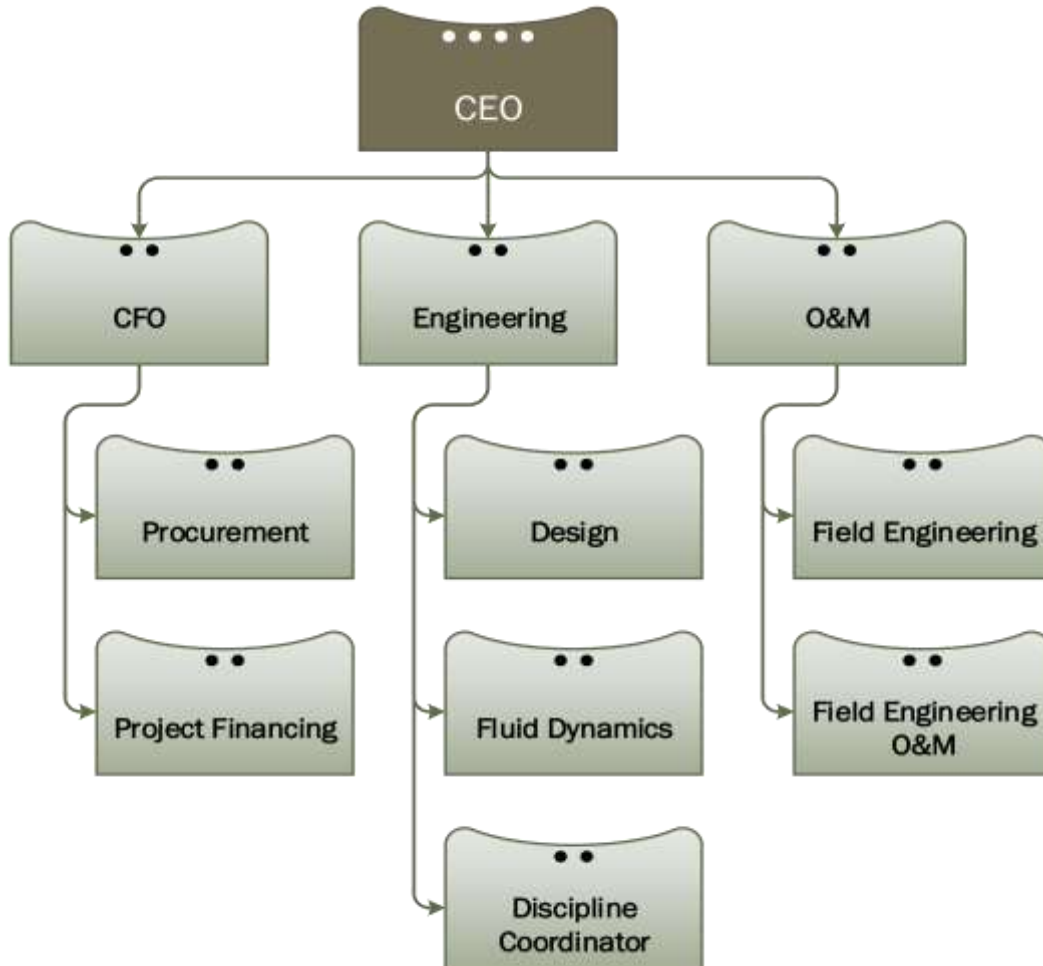 CEO
CFO
Engineering
O&M
Procurement
Design
Field Engineering
Project Financing
Fluid Dynamics
Field Engineering
O&M
Discipline
Coordinator